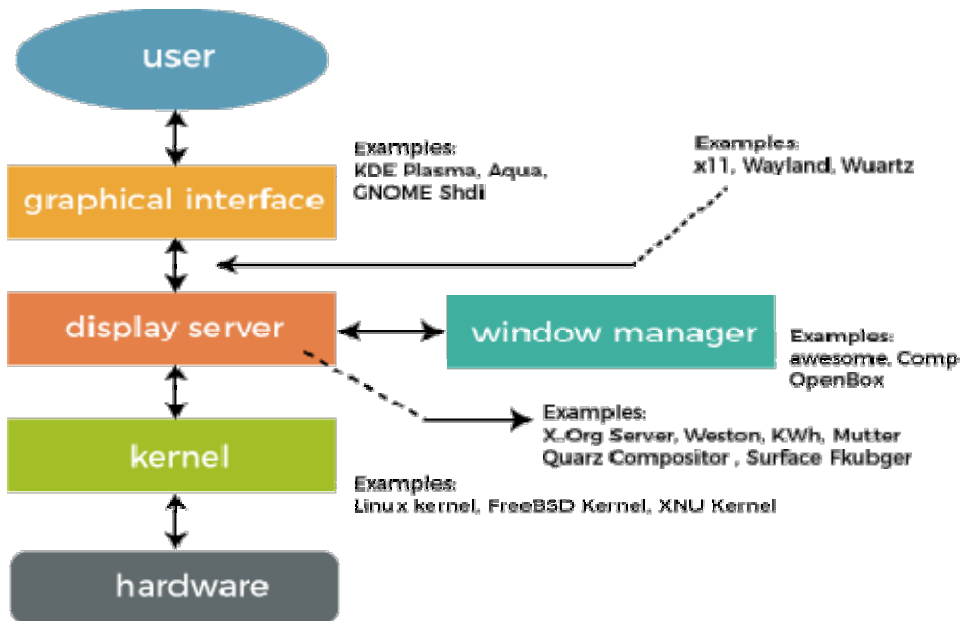 user
Examples:
KDE Plasma, Aqua,
GNOME Shdi
graphical interface
Examples:
x11, Wayland, Wuartz
display server
window manager
Examples:
awesome, Comp-
OpenBox
Examples:
X..Org Server, Weston, KWh, Mutter
Quarz Compositor , Surface Fkubger
kernel
Examples:
Linux kernel, FreeBSD Kernel, XNU Kernel
hardware